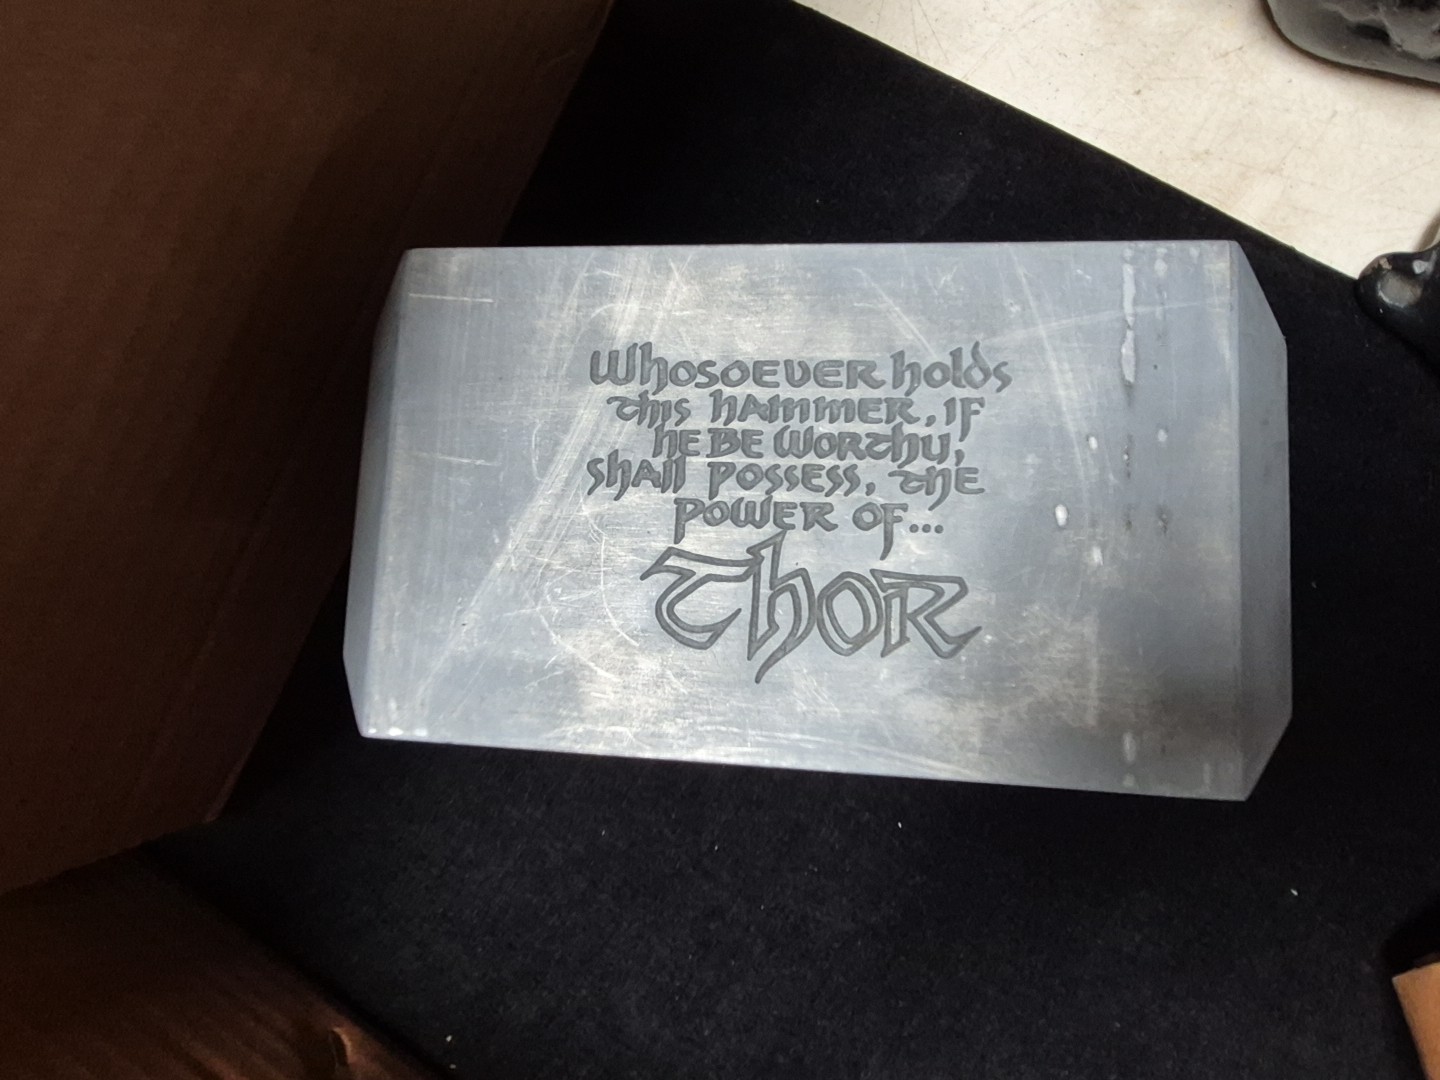 Whosoever holds
this hammer, if
he be worthy,
shall possess, the
power of...
Thor